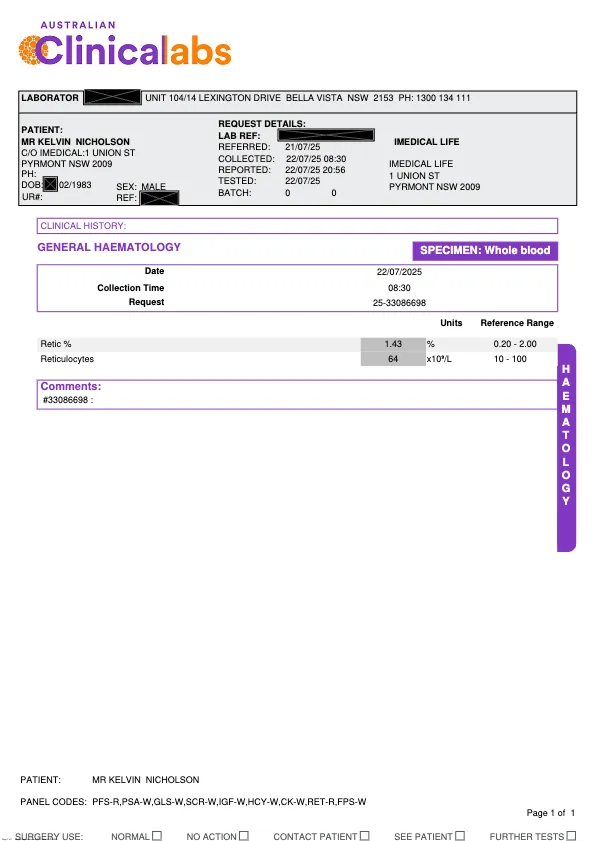 AUSTRALIAN
Clinicalabs
LABORATOR UNIT 104/14 LEXINGTON DRIVE BELLA VISTA NSW 2153 PH: 1300 134 111
PATIENT:
MR KELVIN NICHOLSON
C/O IMEDICAL:1 UNION ST
PYRMONT NSW 2009
PH:
DOB: 02/1983 SEX: MALE
UR#: REF:
REQUEST DETAILS:
LAB REF:
REFERRED: 21/07/25
COLLECTED: 22/07/25 08:30
REPORTED: 22/07/25 20:56
TESTED: 22/07/25
BATCH: 0 0
IMEDICAL LIFE
IMEDICAL LIFE
1 UNION ST
PYRMONT NSW 2009
CLINICAL HISTORY:
GENERAL HAEMATOLOGY
SPECIMEN: Whole blood
Date 22/07/2025
Collection Time 08:30
Request 25-33086698
Units Reference Range
Retic % 1.43 % 0.20 - 2.00
Reticulocytes 64 x10⁹/L 10 - 100
Comments:
#33086698 :
HAEMATOLOGY
PATIENT: MR KELVIN NICHOLSON
PANEL CODES: PFS-R,PSA-W,GLS-W,SCR-W,IGF-W,HCY-W,CK-W,RET-R,FPS-W
Page 1 of 1
SURGERY USE: NORMAL NO ACTION CONTACT PATIENT SEE PATIENT FURTHER TESTS